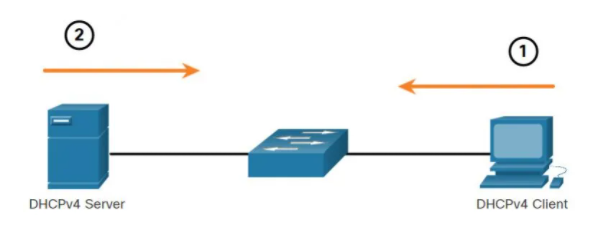 2
1
DHCPv4 Server
DHCPv4 Client